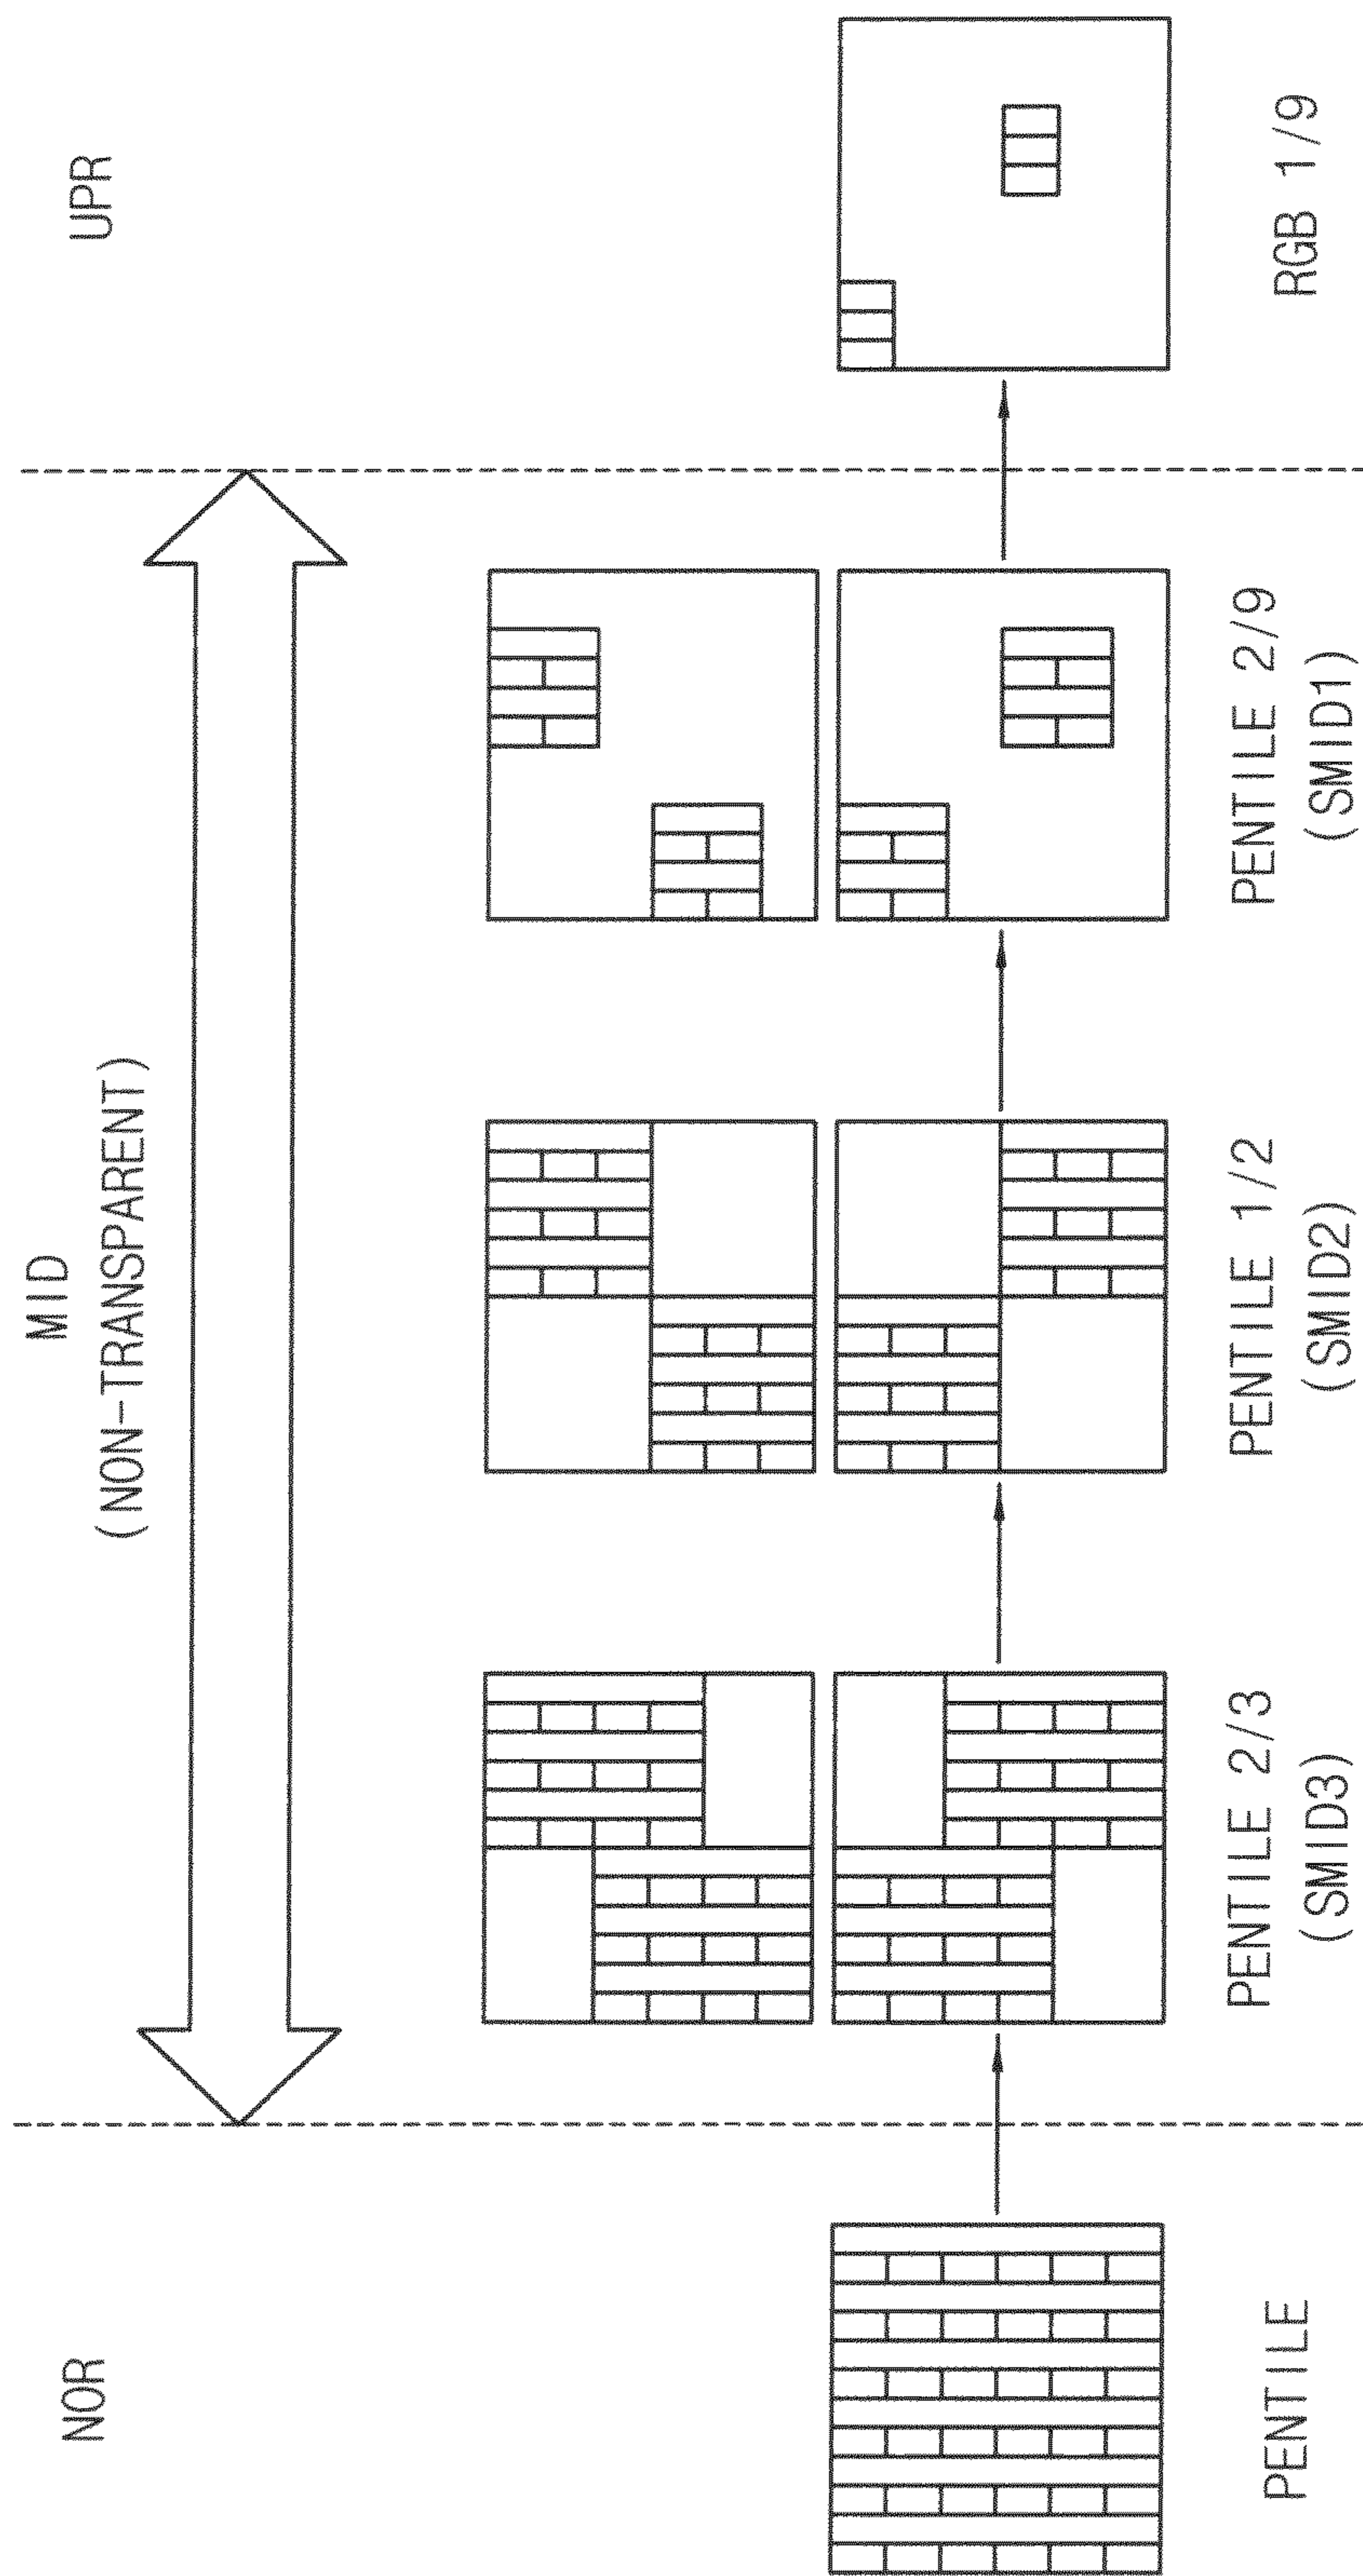 NOR
MID
(NON-TRANSPARENT)
UPR
PENTILE
PENTILE 2/3
(SMID3)
PENTILE 1/2
(SMID2)
PENTILE 2/9
(SMID1)
RGB 1/9